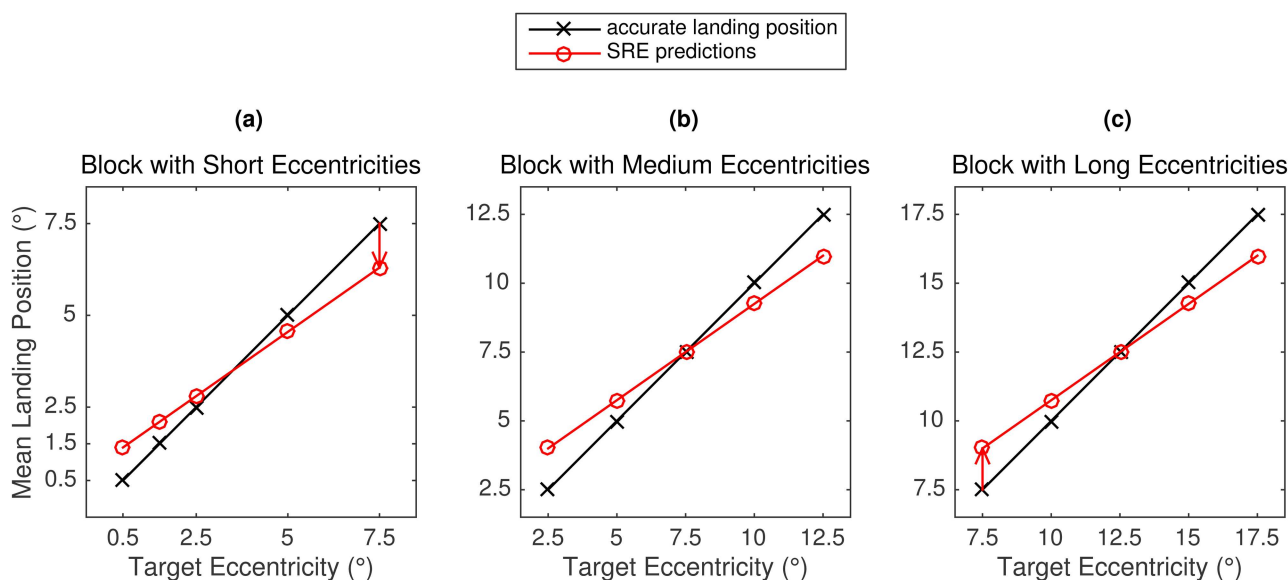 accurate landing position
SRE predictions
(a)
(b)
(c)
Block with Short Eccentricities
Block with Medium Eccentricities
Block with Long Eccentricities
Mean Landing Position (°)
7.5
5
2.5
1.5
0.5
0.5 2.5 5 7.5
Target Eccentricity (°)
12.5
10
7.5
5
2.5
2.5 5 7.5 10 12.5
Target Eccentricity (°)
17.5
15
12.5
10
7.5
7.5 10 12.5 15 17.5
Target Eccentricity (°)